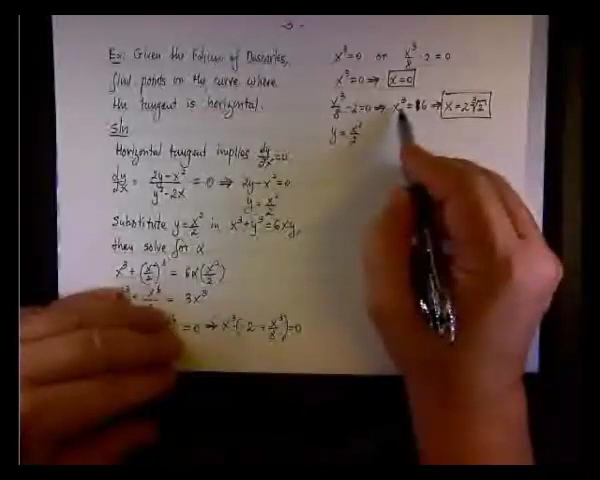 Ex: Given the Folium of Descartes,
find points on the curve where
the tangent is horizontal.
Sln
Horizontal tangent implies dy/dx = 0
dy/dx = (2y - x²)/(y² - 2x) = 0 ⇒ 2y - x² = 0
y = x²/2
Substitute y = x²/2 in x³ + y³ = 6xy,
then solve for x
x³ + (x²/2)³ = 6x(x²/2)
= 3x³
= 0 ⇒ x³(-2 + x³/8) = 0
x³ = 0 or x³/8 - 2 = 0
x³ = 0 ⇒ x = 0
x³/8 - 2 = 0 ⇒ x³ = 16 ⇒ x = 2∛2
y = x²/2